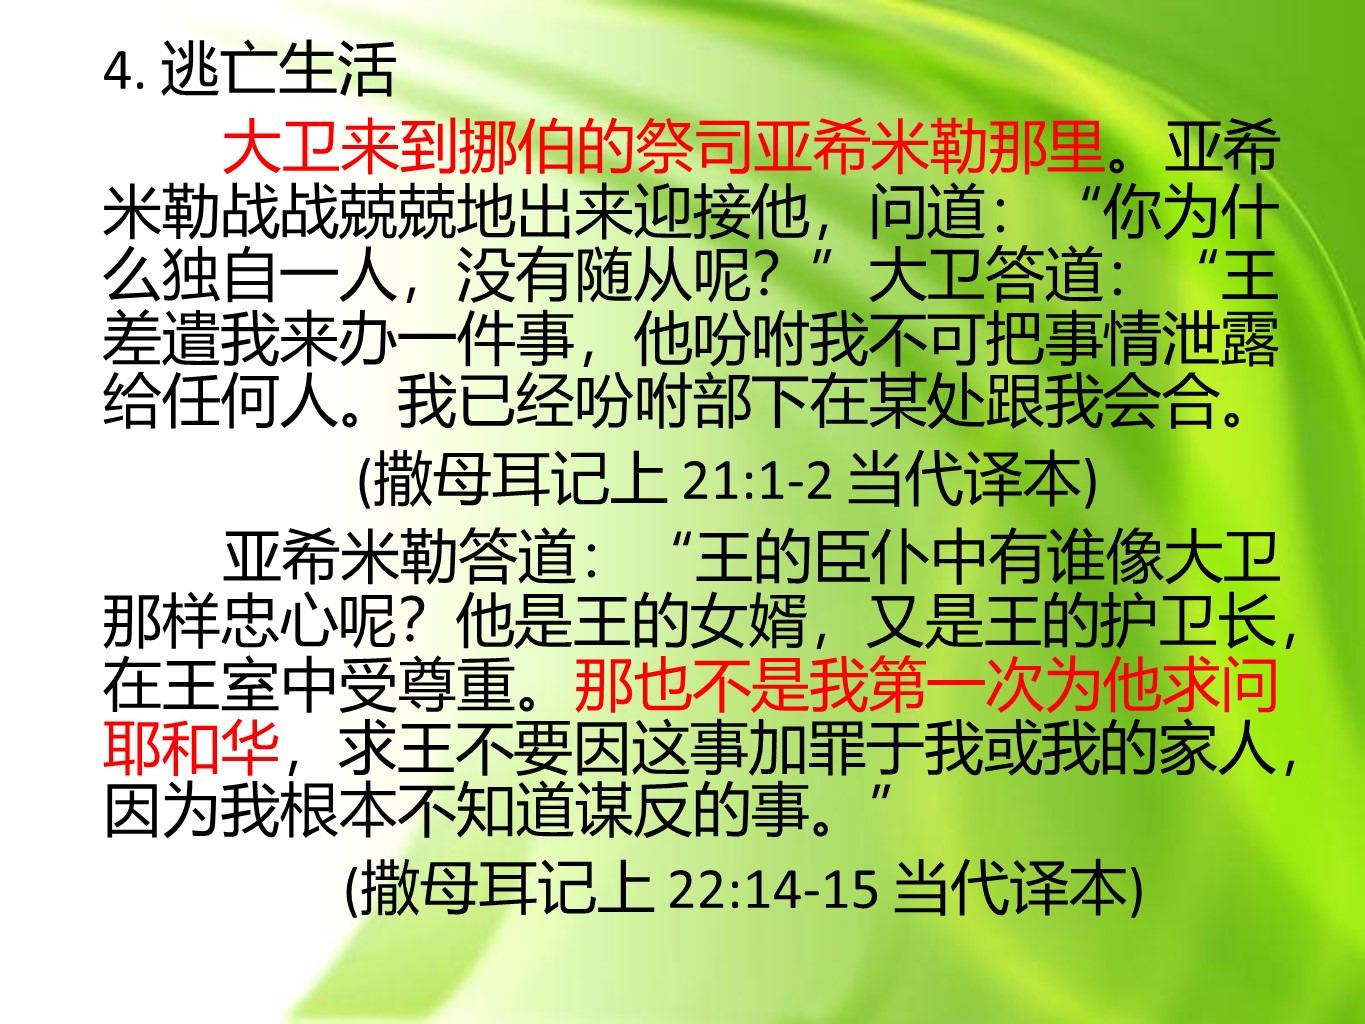 4. 逃亡生活
大卫来到挪伯的祭司亚希米勒那里。亚希
米勒战战兢兢地出来迎接他，问道：“你为什
么独自一人，没有随从呢？”大卫答道：“王
差遣我来办一件事，他吩咐我不可把事情泄露
给任何人。我已经吩咐部下在某处跟我会合。
(撒母耳记上 21:1-2 当代译本)
亚希米勒答道：“王的臣仆中有谁像大卫
那样忠心呢？他是王的女婿，又是王的护卫长，
在王室中受尊重。那也不是我第一次为他求问
耶和华，求王不要因这事加罪于我或我的家人，
因为我根本不知道谋反的事。”
(撒母耳记上 22:14-15 当代译本)